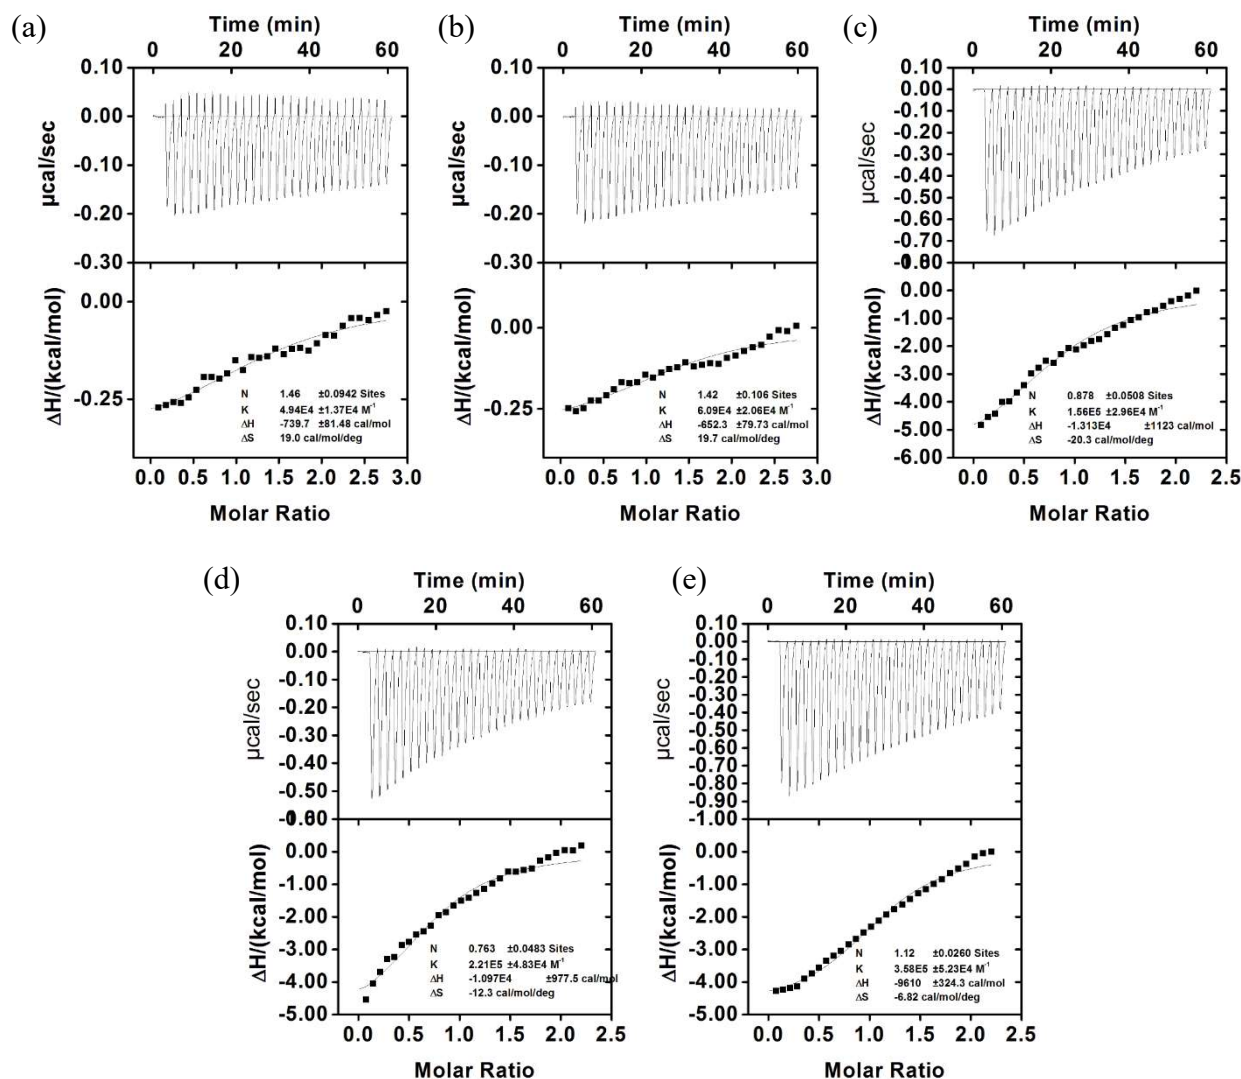 (a)
Time (min)
0 20 40 60
0.10
0.00
-0.10
-0.20
-0.30
µcal/sec
0.00
-0.25
ΔH/(kcal/mol)
N 1.46 ±0.0942 Sites
K 4.94E4 ±1.37E4 M⁻¹
ΔH -739.7 ±81.48 cal/mol
ΔS 19.0 cal/mol/deg
0.0 0.5 1.0 1.5 2.0 2.5 3.0
Molar Ratio
(b)
Time (min)
0 20 40 60
0.10
0.00
-0.10
-0.20
-0.30
µcal/sec
0.00
-0.25
ΔH/(kcal/mol)
N 1.42 ±0.106 Sites
K 6.09E4 ±2.06E4 M⁻¹
ΔH -652.3 ±79.73 cal/mol
ΔS 19.7 cal/mol/deg
0.0 0.5 1.0 1.5 2.0 2.5 3.0
Molar Ratio
(c)
Time (min)
0 20 40 60
0.10
0.00
-0.10
-0.20
-0.30
-0.40
-0.50
-0.60
-0.70
µcal/sec
0.00
-1.00
-2.00
-3.00
-4.00
-5.00
-6.00
ΔH/(kcal/mol)
N 0.878 ±0.0508 Sites
K 1.56E5 ±2.96E4 M⁻¹
ΔH -1.313E4 ±1123 cal/mol
ΔS -20.3 cal/mol/deg
0.0 0.5 1.0 1.5 2.0 2.5
Molar Ratio
(d)
Time (min)
0 20 40 60
0.10
0.00
-0.10
-0.20
-0.30
-0.40
-0.50
µcal/sec
0.00
-1.00
-2.00
-3.00
-4.00
-5.00
ΔH/(kcal/mol)
N 0.763 ±0.0483 Sites
K 2.21E5 ±4.83E4 M⁻¹
ΔH -1.097E4 ±977.5 cal/mol
ΔS -12.3 cal/mol/deg
0.0 0.5 1.0 1.5 2.0 2.5
Molar Ratio
(e)
Time (min)
0 20 40 60
0.10
0.00
-0.10
-0.20
-0.30
-0.40
-0.50
-0.60
-0.70
-0.80
-0.90
-1.00
µcal/sec
0.00
-1.00
-2.00
-3.00
-4.00
-5.00
ΔH/(kcal/mol)
N 1.12 ±0.0260 Sites
K 3.58E5 ±5.23E4 M⁻¹
ΔH -9610 ±324.3 cal/mol
ΔS -6.82 cal/mol/deg
0.0 0.5 1.0 1.5 2.0 2.5
Molar Ratio